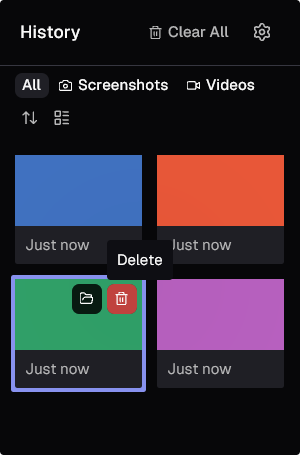 History
Clear All
All
Screenshots
Videos
Just now
Just now
Delete
Just now
Just now